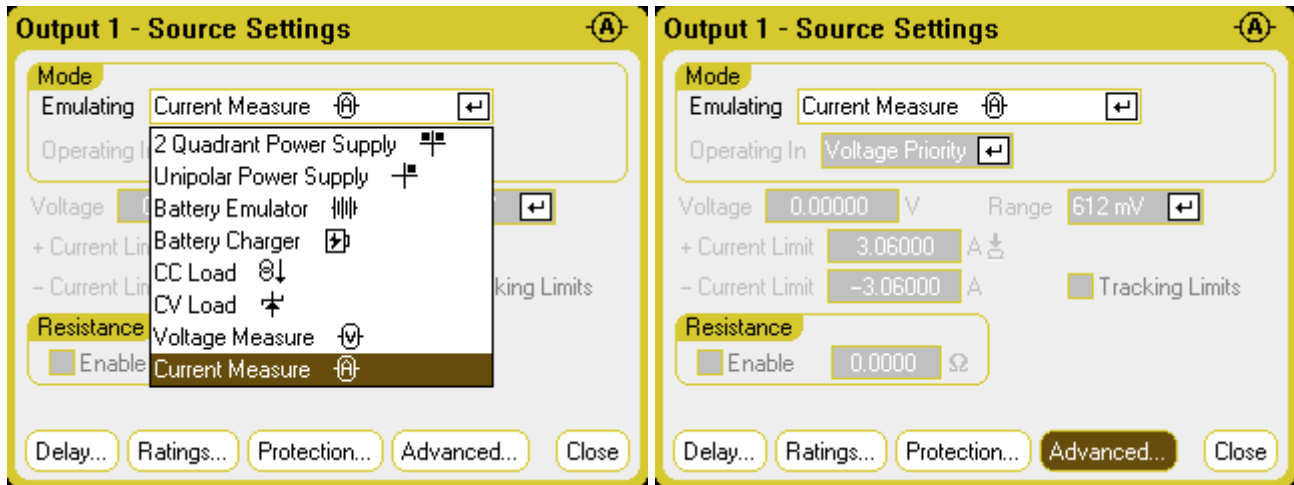 Output 1 - Source Settings
Mode
Emulating Current Measure
Operating I
2 Quadrant Power Supply
Unipolar Power Supply
Battery Emulator
Battery Charger
CC Load
CV Load
Voltage Measure
Current Measure
Voltage
+ Current Lim
- Current Lim
king Limits
Resistance
Enable
Delay... Ratings... Protection... Advanced... Close
Output 1 - Source Settings
Mode
Emulating Current Measure
Operating In Voltage Priority
Voltage 0.00000 V Range 612 mV
+ Current Limit 3.06000 A
- Current Limit -3.06000 A Tracking Limits
Resistance
Enable 0.0000 Ω
Delay... Ratings... Protection... Advanced... Close